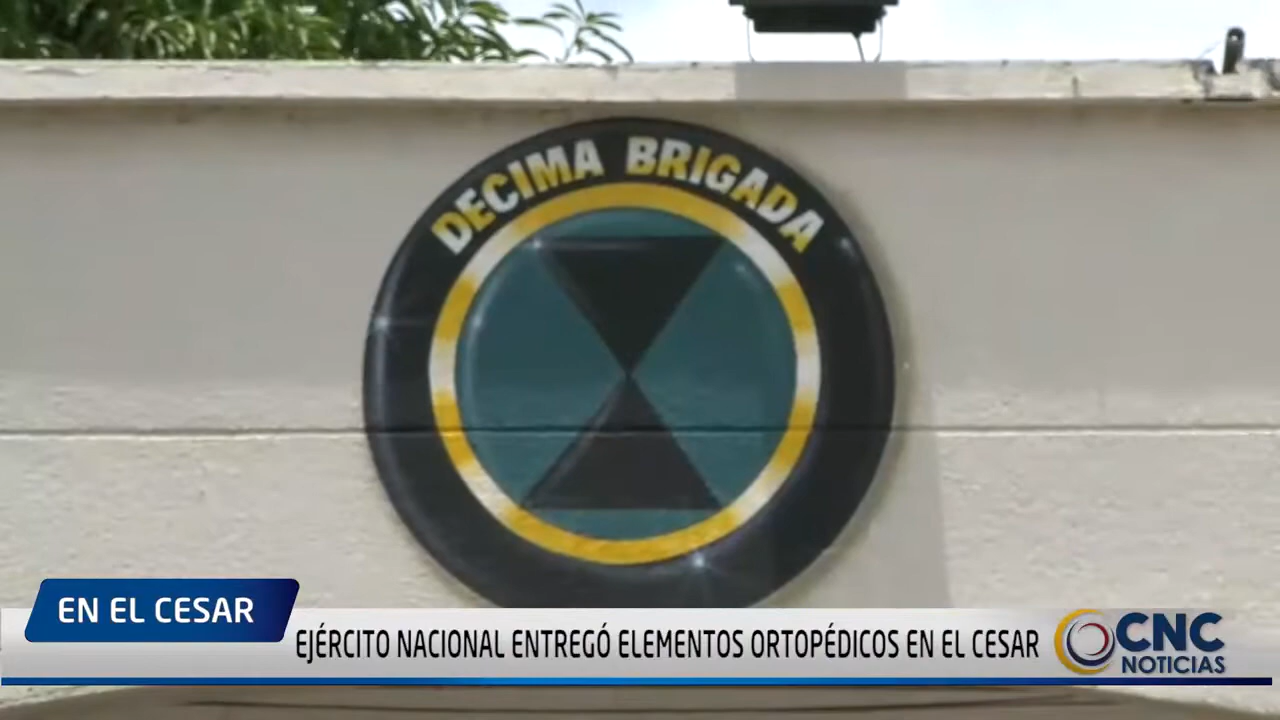 DECIMA BRIGADA
EN EL CESAR
EJÉRCITO NACIONAL ENTREGÓ ELEMENTOS ORTOPÉDICOS EN EL CESAR
CNC
NOTICIAS